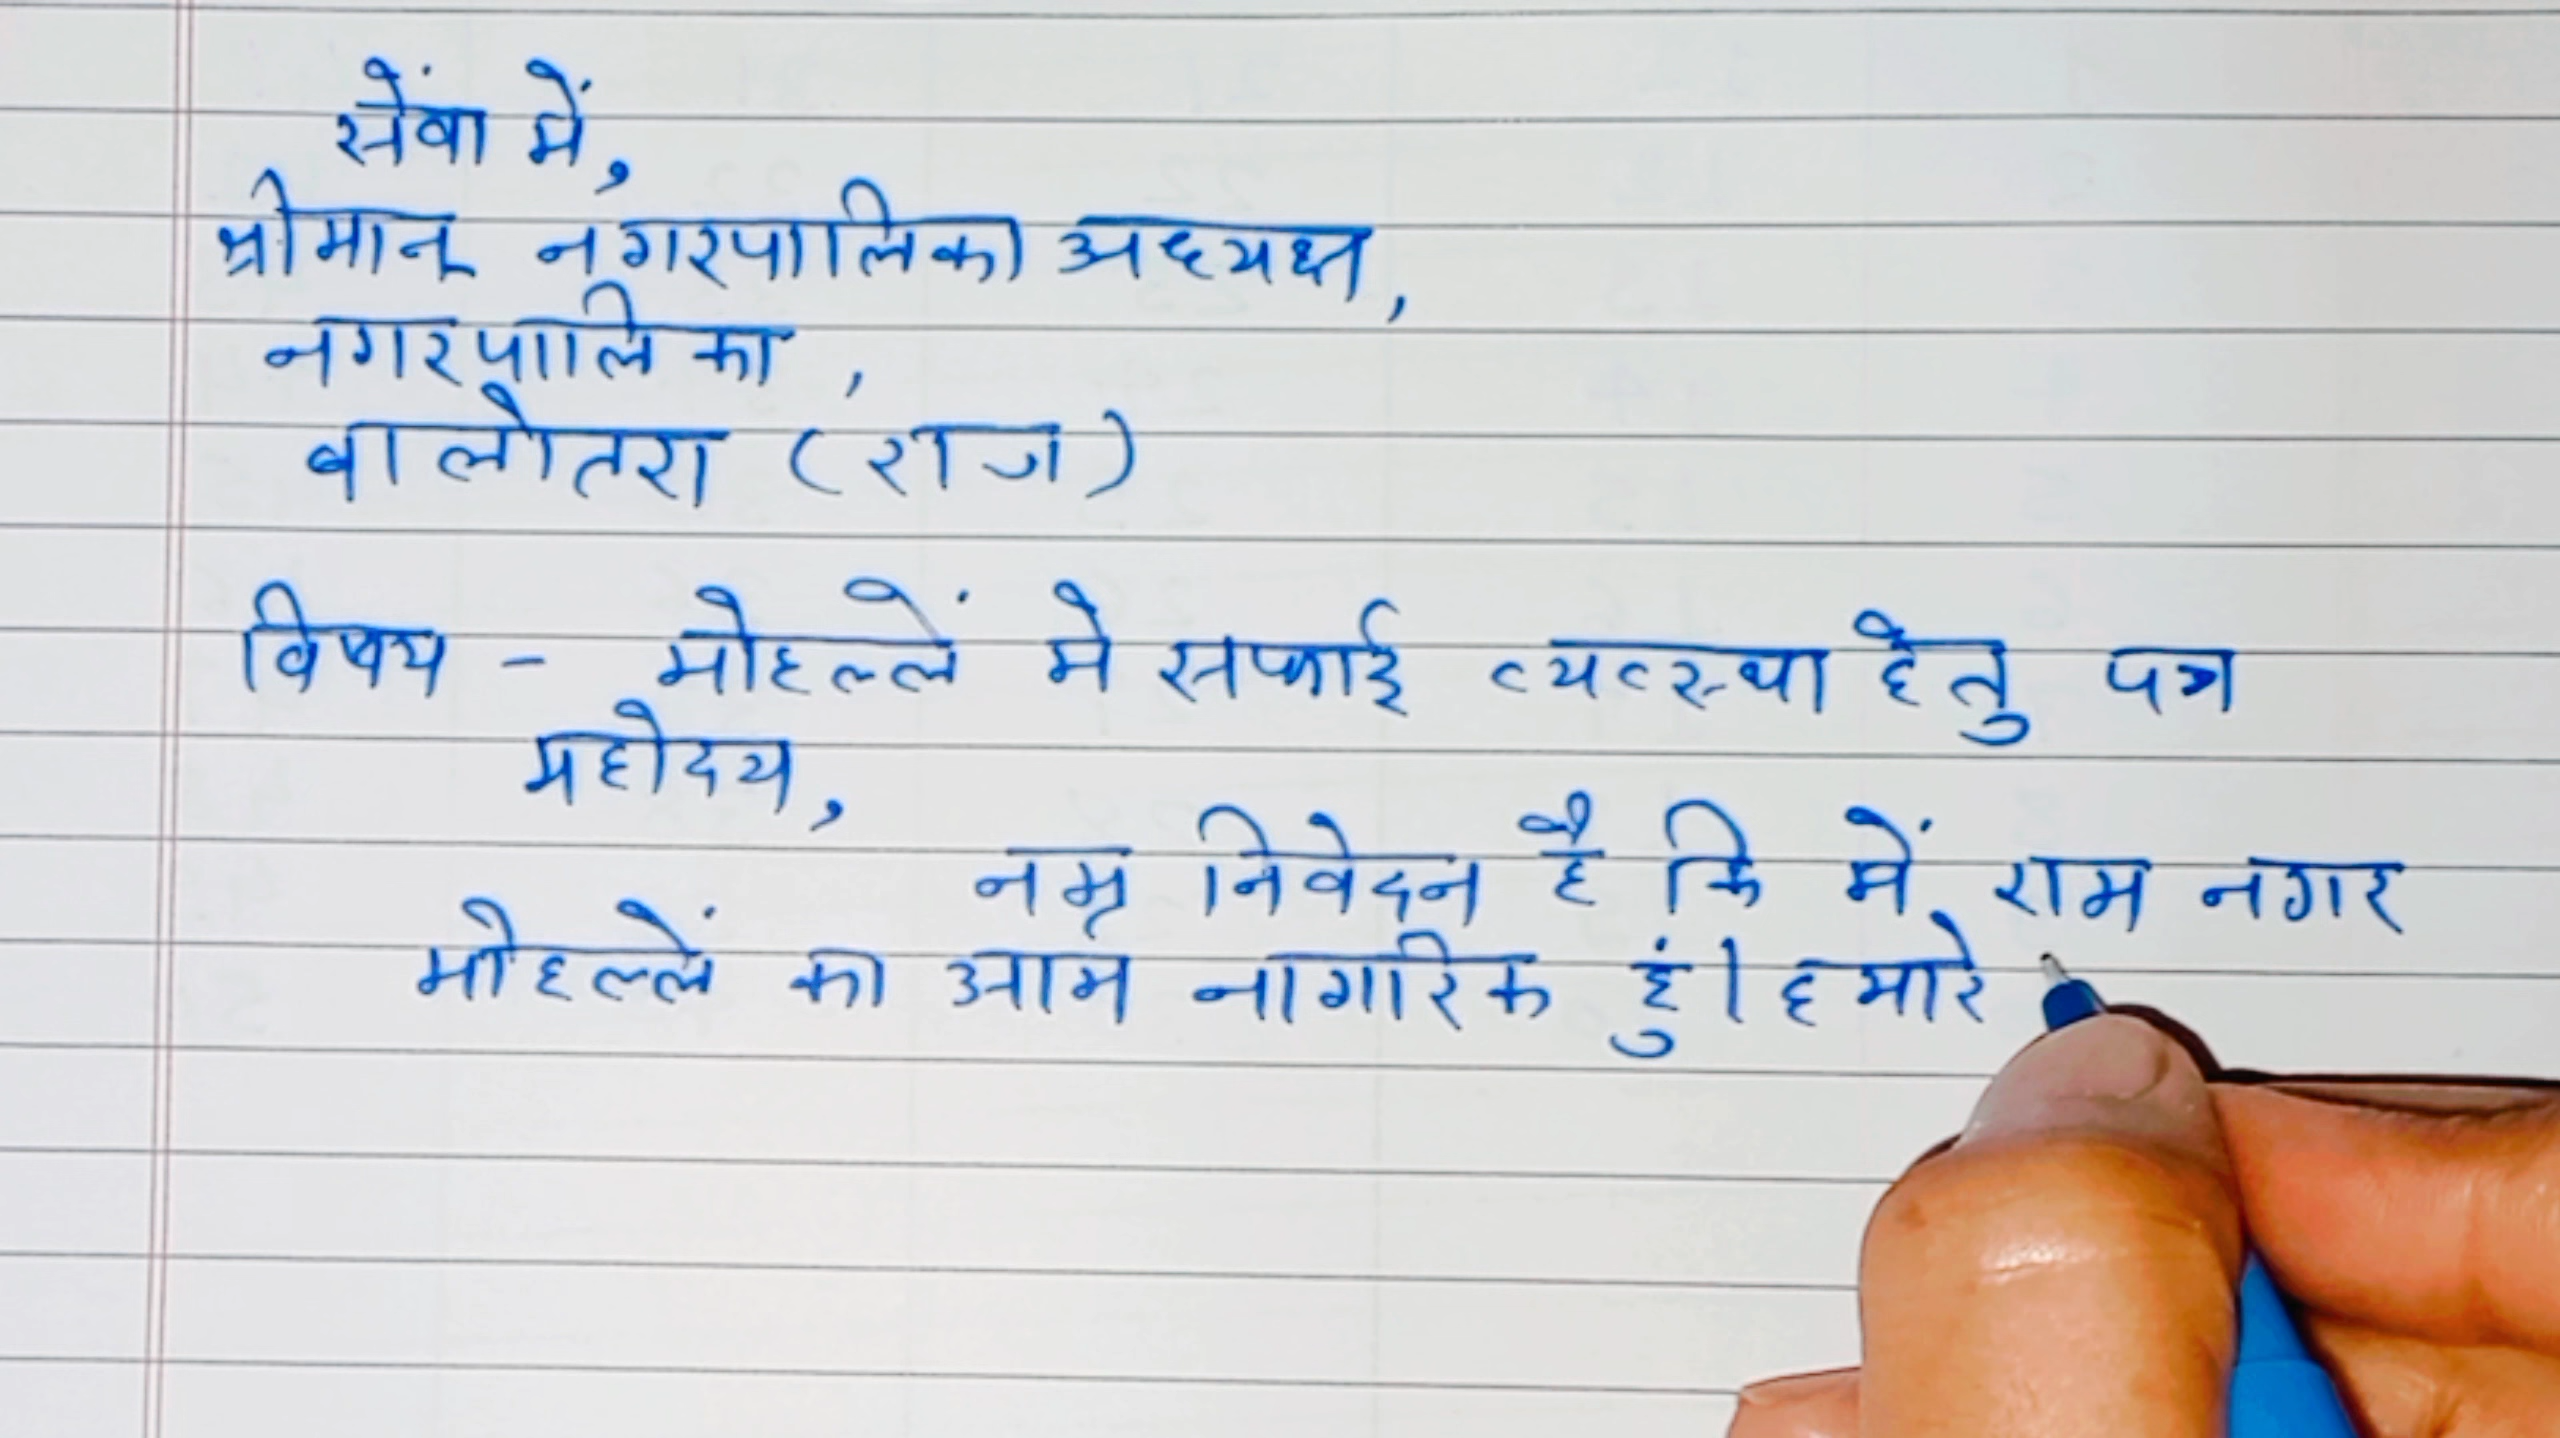 सेंवा में,
श्रीमान् नगरपालिका अध्यक्ष,
नगरपालिका,
बालोतरा (राज)
विषय - मोहल्लें मे सफाई व्यवस्था हेतु पत्र
महोदय,
नम्र निवेदन है कि में राम नगर
मोहल्लें का आम नागरिक हुं। हमारे